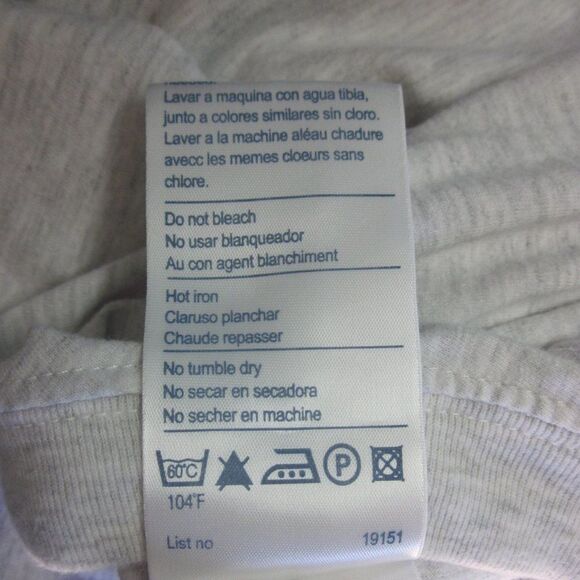 Lavar a maquina con agua tibia,
junto a colores similares sin cloro.
Laver a la machine aléau chadure
avecc les memes cloeurs sans
chlore.
Do not bleach
No usar blanqueador
Au con agent blanchiment
Hot iron
Claruso planchar
Chaude repasser
No tumble dry
No secar en secadora
No secher en machine
60°C
P
104°F
List no 19151